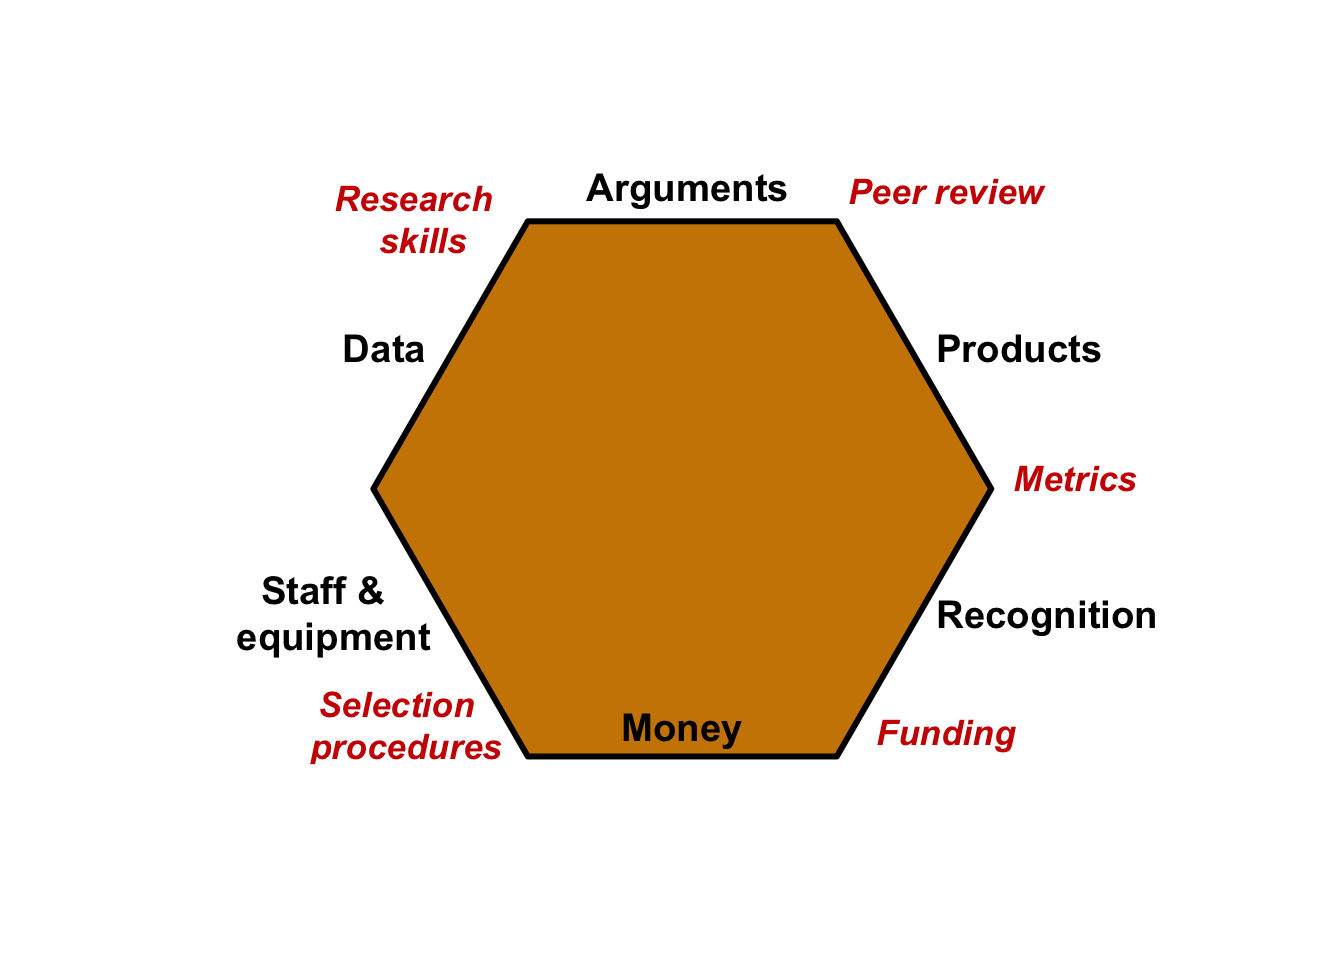 Arguments
Peer review
Research
skills
Data
Products
Metrics
Staff &
equipment
Recognition
Selection
procedures
Money
Funding